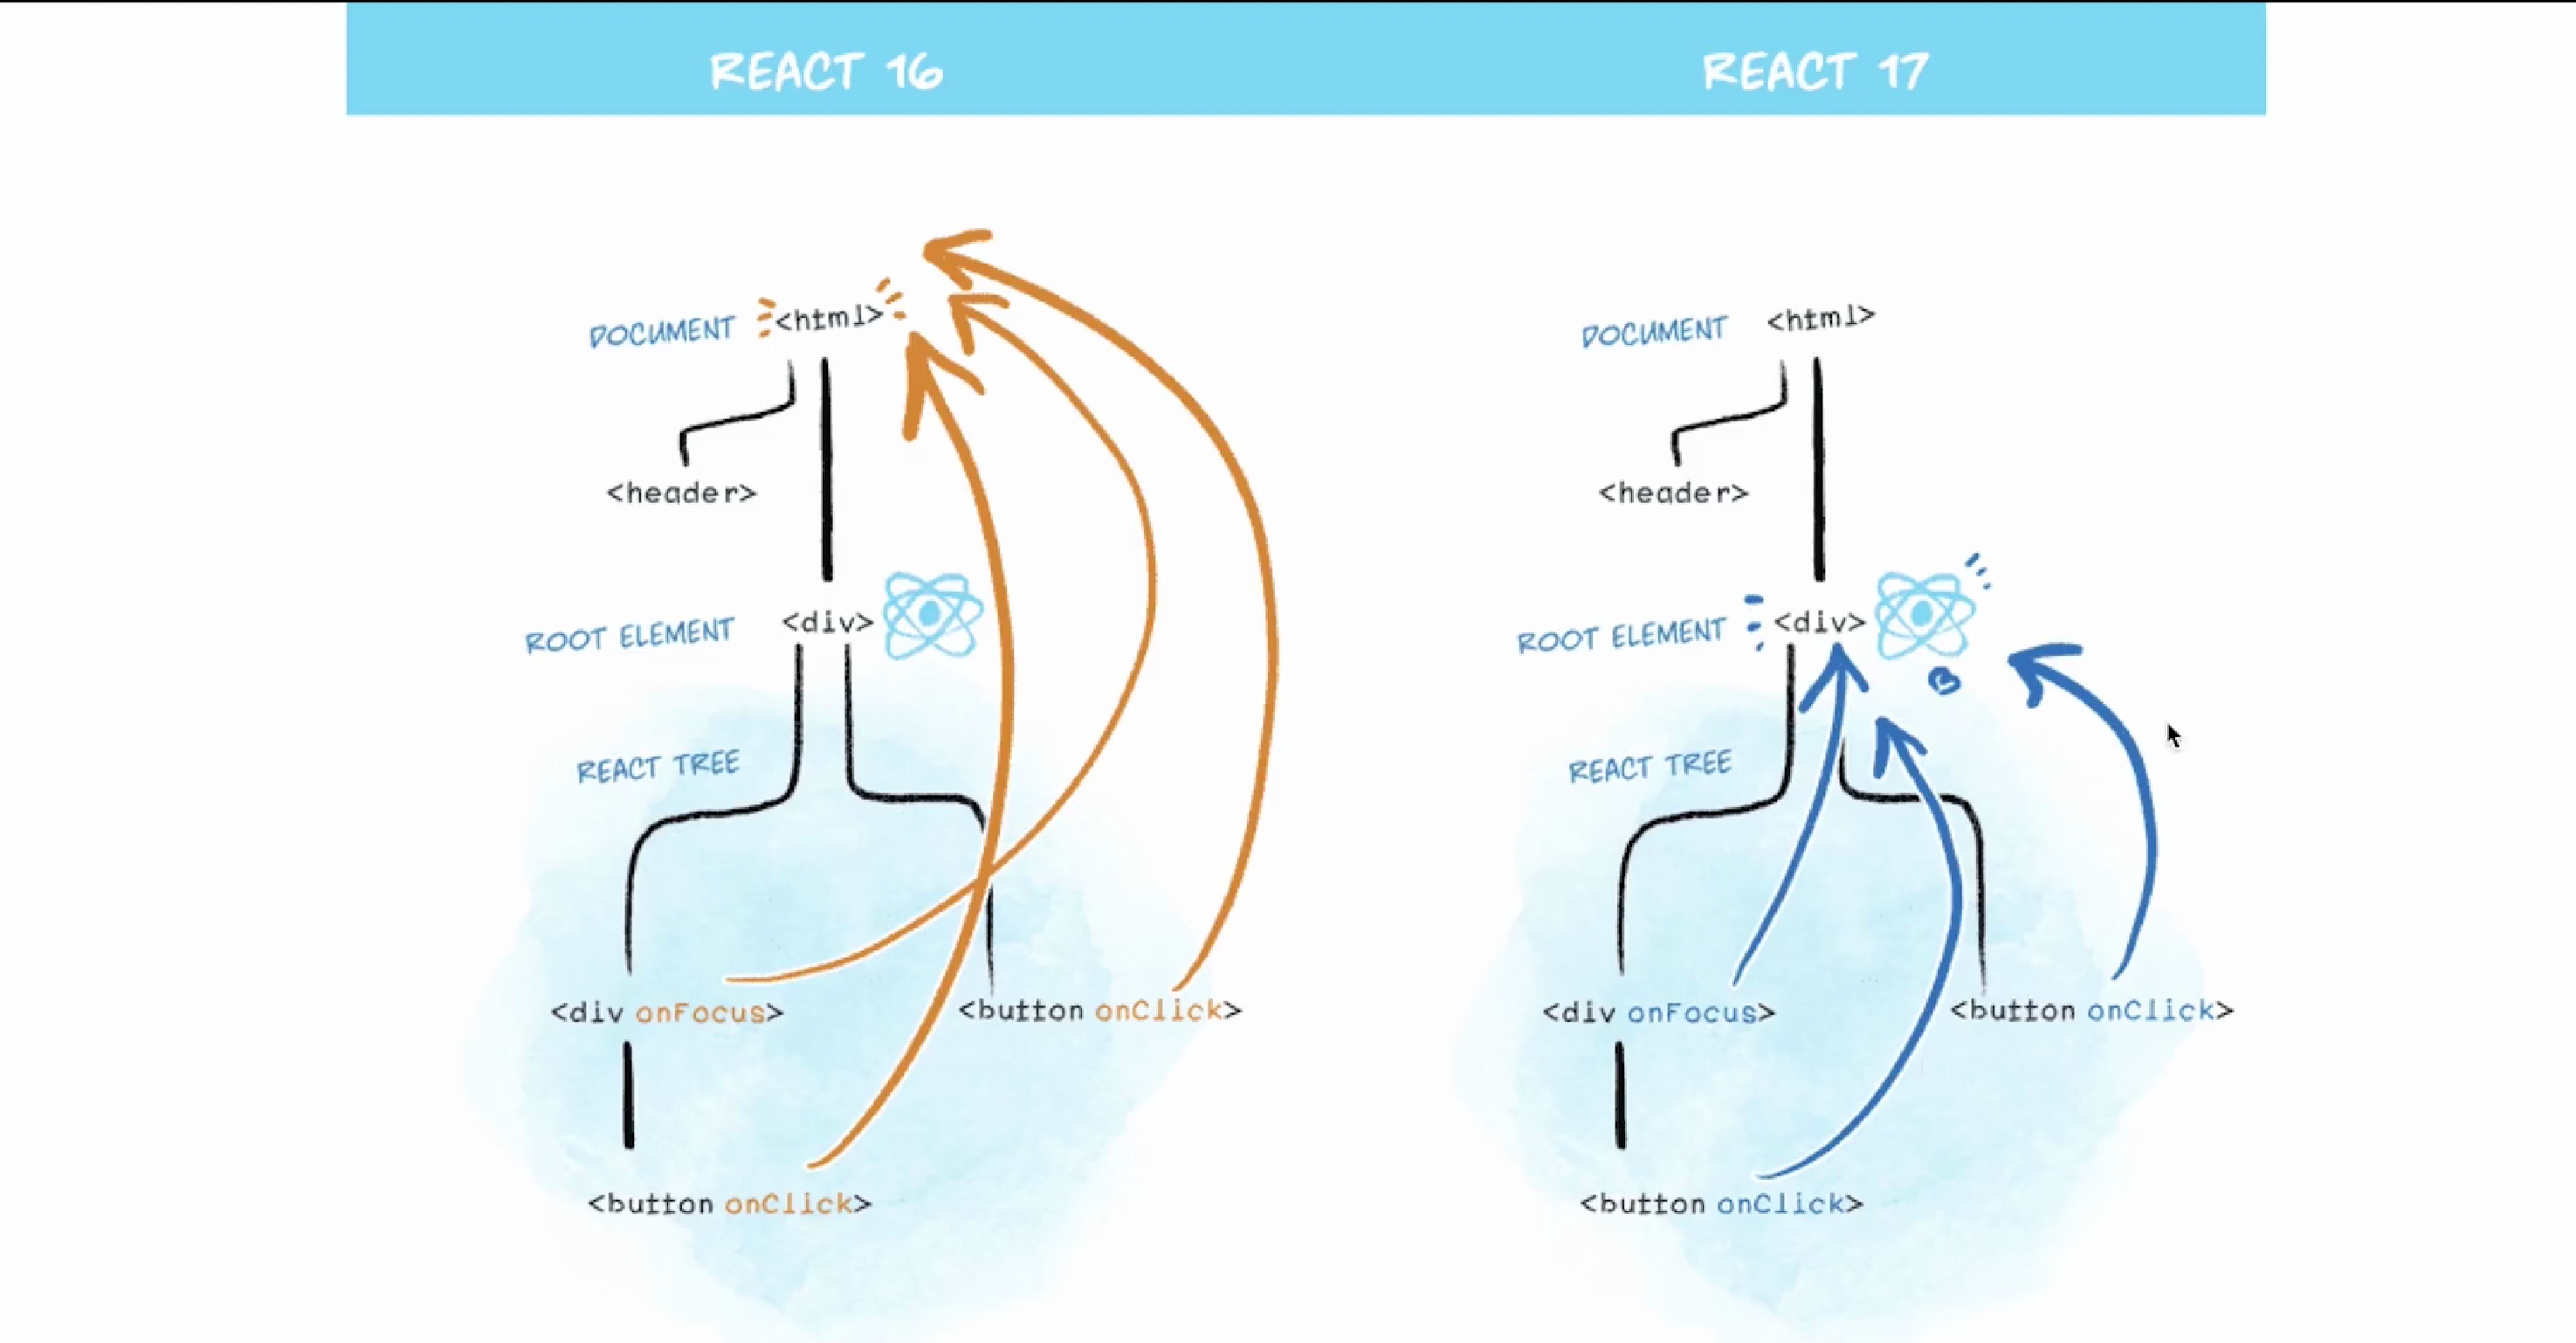 REACT 16
REACT 17
DOCUMENT <html>
<header>
ROOT ELEMENT <div>
REACT TREE
<div onFocus>
<button onClick>
<button onClick>
DOCUMENT <html>
<header>
ROOT ELEMENT <div>
REACT TREE
<div onFocus>
<button onClick>
<button onClick>